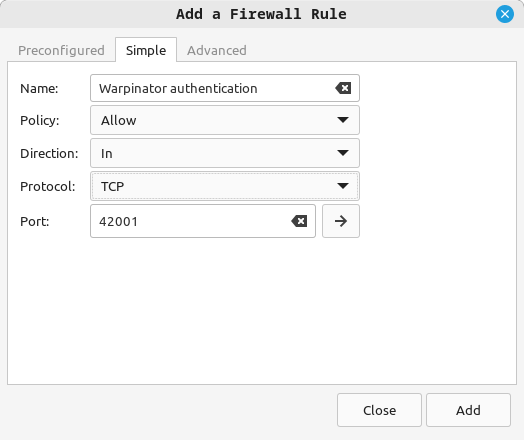 Add a Firewall Rule
Preconfigured Simple Advanced
Name: Warpinator authentication
Policy: Allow
Direction: In
Protocol: TCP
Port: 42001
Close Add